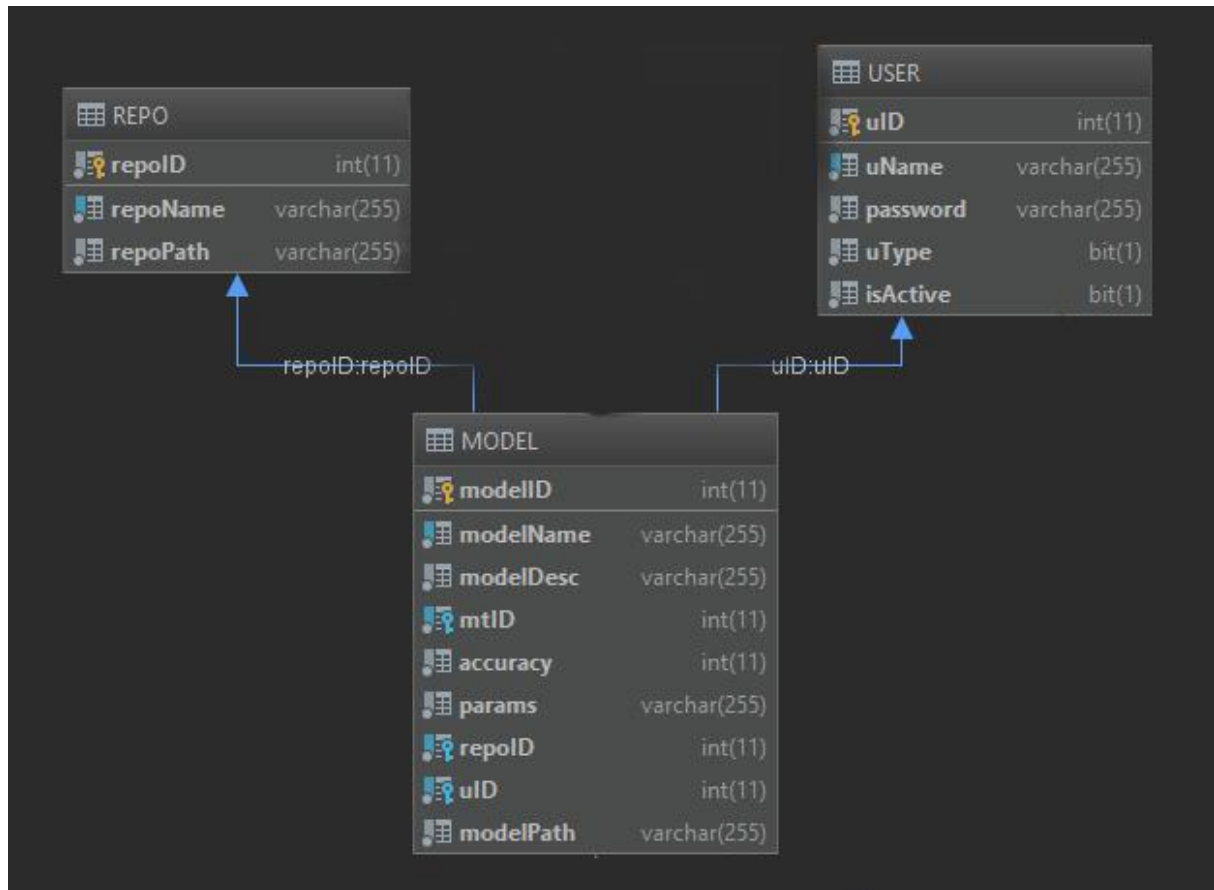 REPO
repoID int(11)
repoName varchar(255)
repoPath varchar(255)
USER
uID int(11)
uName varchar(255)
password varchar(255)
uType bit(1)
isActive bit(1)
repoID:repoID
uID:uID
MODEL
modelID int(11)
modelName varchar(255)
modelDesc varchar(255)
mtID int(11)
accuracy int(11)
params varchar(255)
repoID int(11)
uID int(11)
modelPath varchar(255)